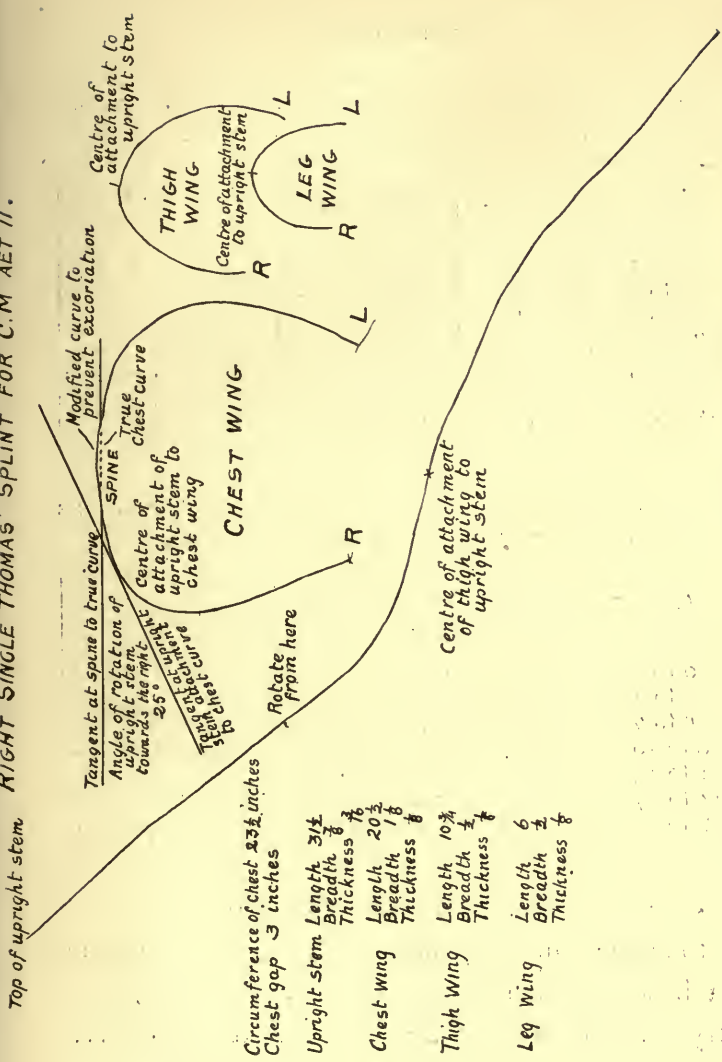 RIGHT SINGLE THOMAS' SPLINT FOR C.M AET 11.
Top of upright stem
Tangent at spine to true curve
Angle of rotation of
upright stem
towards the right
25°
Tangent at upright
stem attachment
to chest curve
Modified curve to
prevent excoriation
SPINE
True
Chest curve
Centre of
attachment of
upright stem to
chest wing
CHEST WING
R
L
Centre of
attachment to
upright stem
THIGH
WING
R
L
Centre of attachment
to upright stem
LEG
WING
R
L
Rotate
from here
Centre of attachment
of thigh wing to
upright stem
Circumference of chest 23½ inches
Chest gap 3 inches
Upright stem Length 31½
Breadth
Thickness
Chest wing Length 20½
Breadth 1⅛
Thickness ⅛
Thigh Wing Length
Breadth ½
Thickness ⅛
Leg Wing Length 6
Breadth ½
Thickness ⅛